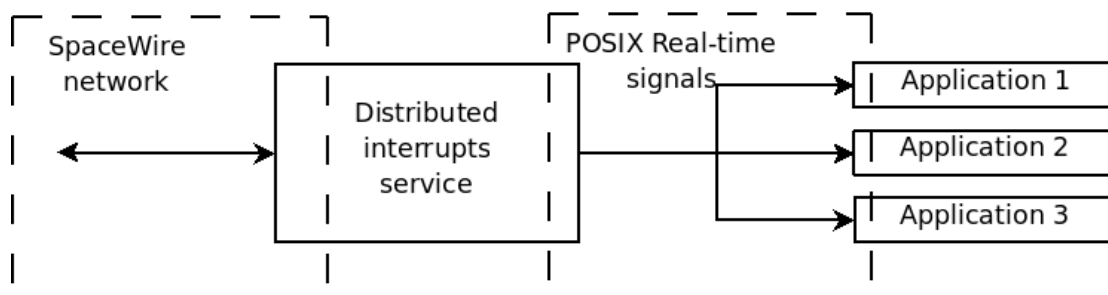 SpaceWire
network
POSIX Real-time
signals
Distributed
interrupts
service
Application 1
Application 2
Application 3